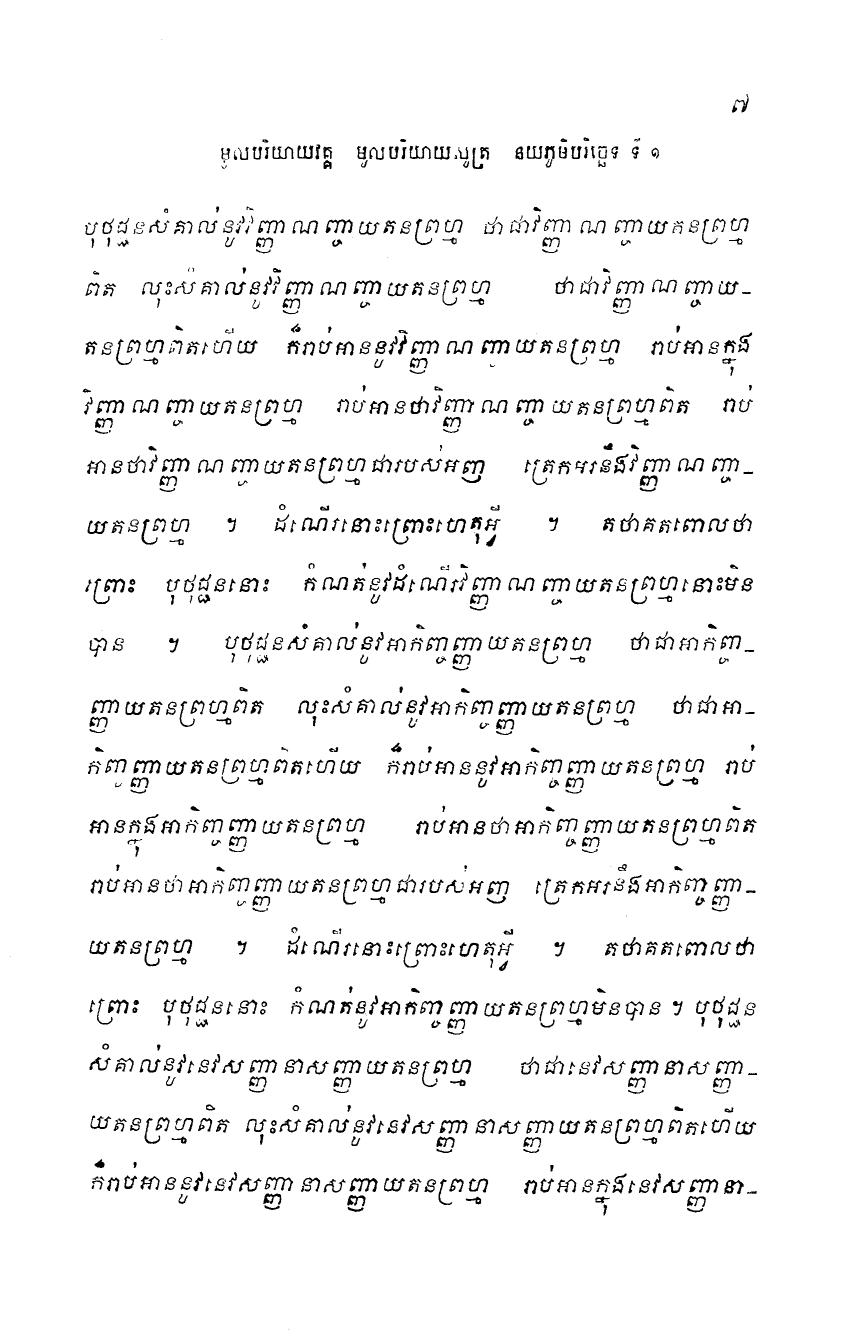 ៧
មូលបរិយាយវគ្គ មូលបរិយាយសូត្រ នយភូមិបរិច្ឆេទ ទី ១
បុថុជ្ជនសំគាល់នូវវិញ្ញាណញ្ចាយតនព្រហ្ម ថាជាវិញ្ញាណញ្ចាយតនព្រហ្ម
ពិត លុះសំគាល់នូវវិញ្ញាណញ្ចាយតនព្រហ្ម ថាជាវិញ្ញាណញ្ចាយ-
តនព្រហ្មពិតហើយ ក៏រាប់អាននូវវិញ្ញាណញ្ចាយតនព្រហ្ម រាប់អានក្នុង
វិញ្ញាណញ្ចាយតនព្រហ្ម រាប់អានថាវិញ្ញាណញ្ចាយតនព្រហ្មពិត រាប់
អានថាវិញ្ញាណញ្ចាយតនព្រហ្មជារបស់អញ ត្រេកអរនឹងវិញ្ញាណញ្ចា-
យតនព្រហ្ម ។ ដំណើរនោះព្រោះហេតុអ្វី ។ តថាគតពោលថា
ព្រោះ បុថុជ្ជននោះ កំណត់នូវដំណើរវិញ្ញាណញ្ចាយតនព្រហ្មនោះមិន
បាន ។ បុថុជ្ជនសំគាល់នូវអាកិញ្ចញ្ញាយតនព្រហ្ម ថាជាអាកិញ្ច-
ញ្ញាយតនព្រហ្មពិត លុះសំគាល់នូវអាកិញ្ចញ្ញាយតនព្រហ្ម ថាជាអា-
កិញ្ចញ្ញាយតនព្រហ្មពិតហើយ ក៏រាប់អាននូវអាកិញ្ចញ្ញាយតនព្រហ្ម រាប់
អានក្នុងអាកិញ្ចញ្ញាយតនព្រហ្ម រាប់អានថាអាកិញ្ចញ្ញាយតនព្រហ្មពិត
រាប់អានថាអាកិញ្ចញ្ញាយតនព្រហ្មជារបស់អញ ត្រេកអរនឹងអាកិញ្ចញ្ញា-
យតនព្រហ្ម ។ ដំណើរនោះព្រោះហេតុអ្វី ។ តថាគតពោលថា
ព្រោះ បុថុជ្ជននោះ កំណត់នូវអាកិញ្ចញ្ញាយតនព្រហ្មមិនបាន ។ បុថុជ្ជន
សំគាល់នូវនេវសញ្ញានាសញ្ញាយតនព្រហ្ម ថាជានេវសញ្ញានាសញ្ញា-
យតនព្រហ្មពិត លុះសំគាល់នូវនេវសញ្ញានាសញ្ញាយតនព្រហ្មពិតហើយ
ក៏រាប់អាននូវនេវសញ្ញានាសញ្ញាយតនព្រហ្ម រាប់អានក្នុងនេវសញ្ញានា-